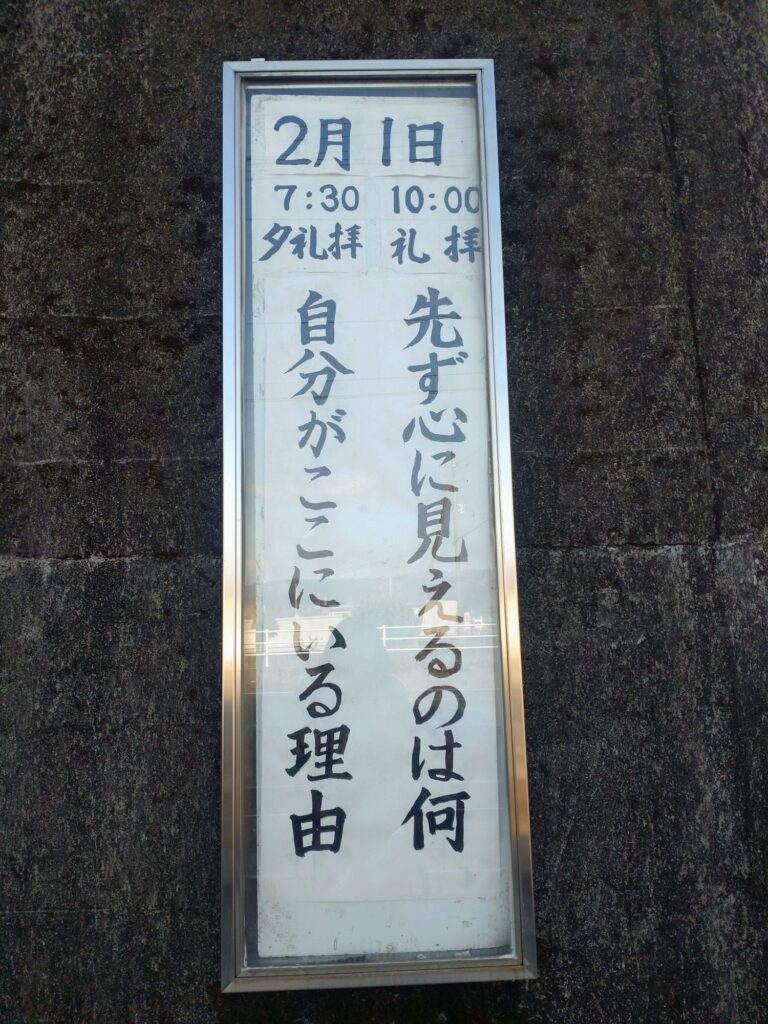 2月1日
10:00
礼拝
先ず心に見えるのは何
7:30
夕礼拝
自分がここにいる理由